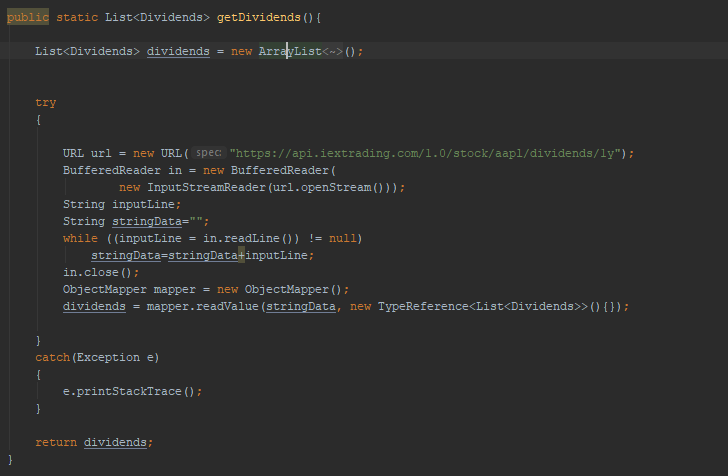 public static List<Dividends> getDividends(){
List<Dividends> dividends = new ArrayList<~>();
try
{
URL url = new URL( spec: "https://api.iextrading.com/1.0/stock/aapl/dividends/1y");
BufferedReader in = new BufferedReader(
new InputStreamReader(url.openStream()));
String inputLine;
String stringData="";
while ((inputLine = in.readLine()) != null)
stringData=stringData+inputLine;
in.close();
ObjectMapper mapper = new ObjectMapper();
dividends = mapper.readValue(stringData, new TypeReference<List<Dividends>>(){});
}
catch(Exception e)
{
e.printStackTrace();
}
return dividends;
}